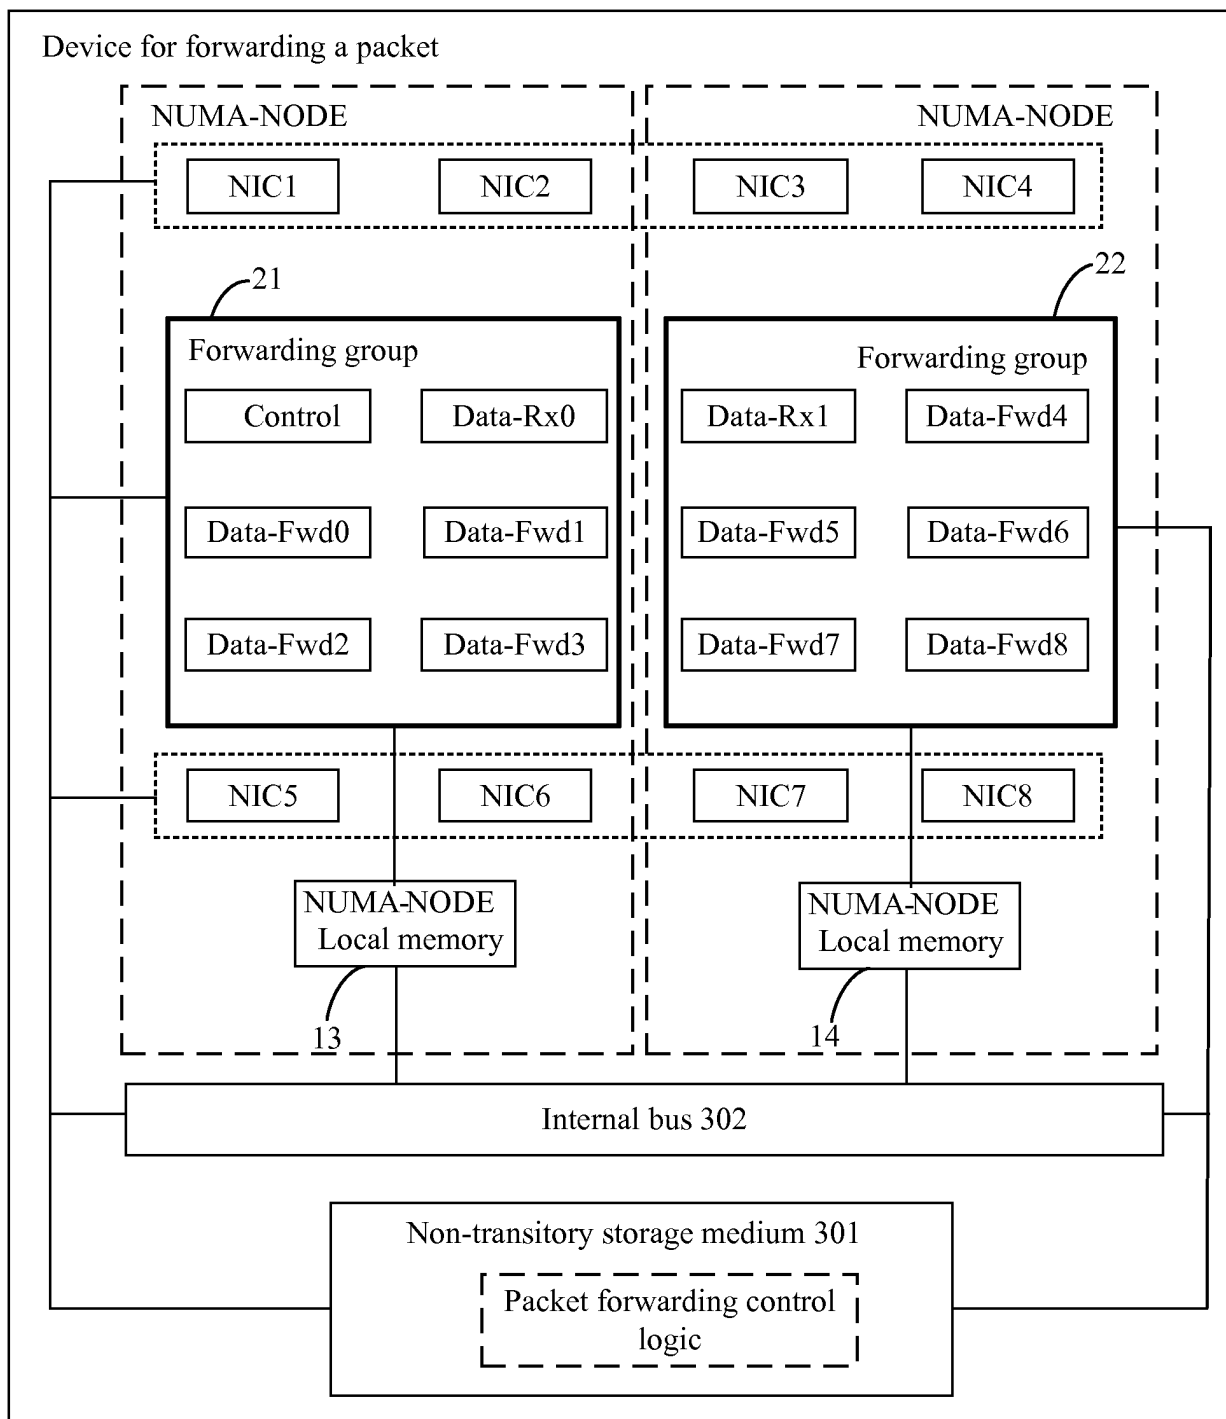 Device for forwarding a packet
NUMA-NODE
NUMA-NODE
NIC1
NIC2
NIC3
NIC4
21
22
Forwarding group
Forwarding group
Control
Data-Rx0
Data-Rx1
Data-Fwd4
Data-Fwd0
Data-Fwd1
Data-Fwd5
Data-Fwd6
Data-Fwd2
Data-Fwd3
Data-Fwd7
Data-Fwd8
NIC5
NIC6
NIC7
NIC8
NUMA-NODE
Local memory
NUMA-NODE
Local memory
13
14
Internal bus 302
Non-transitory storage medium 301
Packet forwarding control
logic